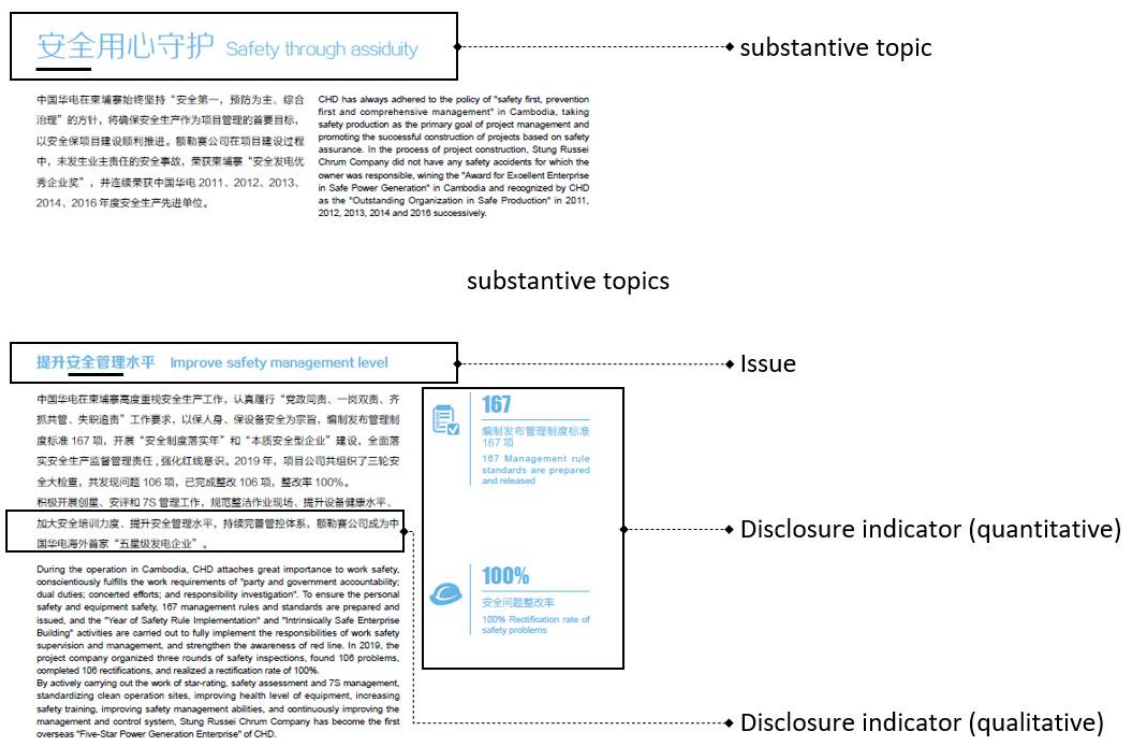 安全用心守护 Safety through assiduity
substantive topic
中国华电在柬埔寨始终坚持“安全第一，预防为主、综合
治理”的方针，将确保安全生产作为项目管理的首要目标，
以安全保项目建设顺利推进。额勒赛公司在项目建设过程
中，未发生业主责任的安全事故，荣获柬埔寨“安全发电优
秀企业奖”，并连续荣获中国华电 2011、2012、2013、
2014、2016 年度安全生产先进单位。
CHD has always adhered to the policy of "safety first, prevention
first and comprehensive management" in Cambodia, taking
safety production as the primary goal of project management and
promoting the successful construction of projects based on safety
assurance. In the process of project construction, Stung Russei
Chrum Company did not have any safety accidents for which the
owner was responsible, wining the "Award for Excellent Enterprise
in Safe Power Generation" in Cambodia and recognized by CHD
as the "Outstanding Organization in Safe Production" in 2011,
2012, 2013, 2014 and 2016 successively.
substantive topics
提升安全管理水平 Improve safety management level
Issue
中国华电在柬埔寨高度重视安全生产工作，认真履行“党政同责、一岗双责、齐
抓共管、失职追责”工作要求，以保人身、保设备安全为宗旨，编制发布管理制
度标准 167 项，开展“安全制度落实年”和“本质安全型企业”建设，全面落
实安全生产监督管理责任，强化红线意识。2019 年，项目公司共组织了三轮安
全大检查，共发现问题 106 项，已完成整改 106 项，整改率 100%。
积极开展创星、安评和 7S 管理工作，规范整洁作业现场、提升设备健康水平、
加大安全培训力度、提升安全管理水平，持续完善管控体系，额勒赛公司成为中
国华电海外首家“五星级发电企业”。
During the operation in Cambodia, CHD attaches great importance to work safety,
conscientiously fulfills the work requirements of "party and government accountability;
dual duties; concerted efforts; and responsibility investigation". To ensure the personal
safety and equipment safety, 167 management rules and standards are prepared and
issued, and the "Year of Safety Rule Implementation" and "Intrinsically Safe Enterprise
Building" activities are carried out to fully implement the responsibilities of work safety
supervision and management, and strengthen the awareness of red line. In 2019, the
project company organized three rounds of safety inspections, found 106 problems,
completed 106 rectifications, and realized a rectification rate of 100%.
By actively carrying out the work of star-rating, safety assessment and 7S management,
standardizing clean operation sites, improving health level of equipment, increasing
safety training, improving safety management abilities, and continuously improving the
management and control system, Stung Russei Chrum Company has become the first
overseas "Five-Star Power Generation Enterprise" of CHD.
167
编制发布管理制度标准
167 项
167 Management rule
standards are prepared
and released
100%
安全问题整改率
100% Rectification rate of
safety problems
Disclosure indicator (quantitative)
Disclosure indicator (qualitative)